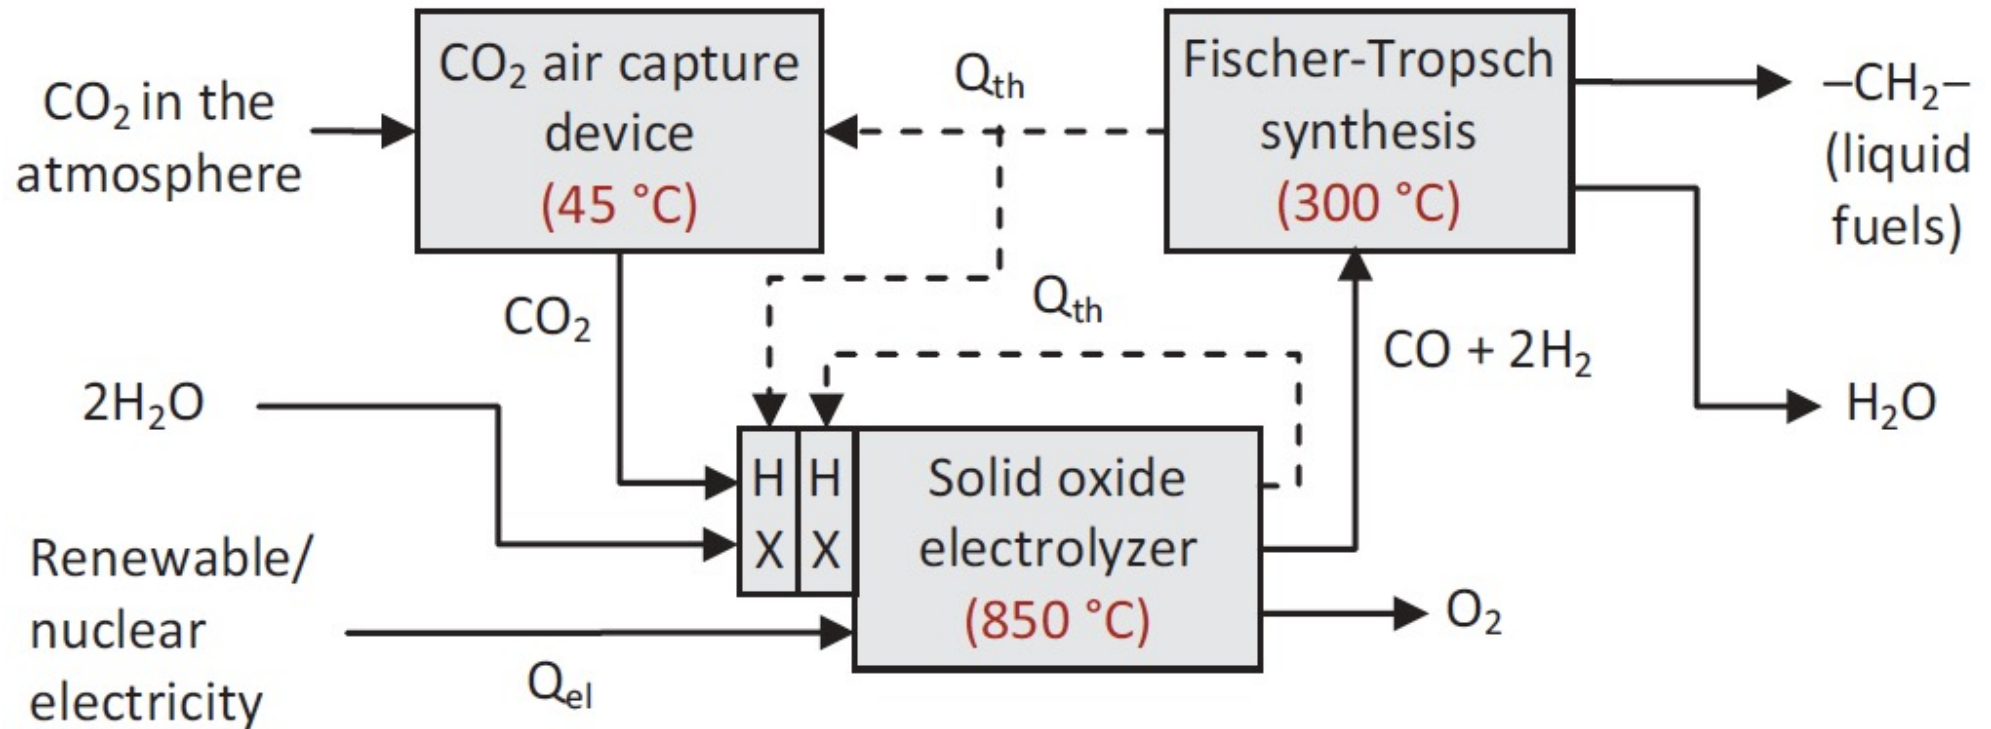 CO₂ in the
atmosphere
CO₂ air capture
device
(45 °C)
Qth
Fischer-Tropsch
synthesis
(300 °C)
–CH₂–
(liquid
fuels)
CO₂
Qth
CO + 2H₂
2H₂O
H₂O
H H
X X
Solid oxide
electrolyzer
(850 °C)
O₂
Renewable/
nuclear
electricity
Qel